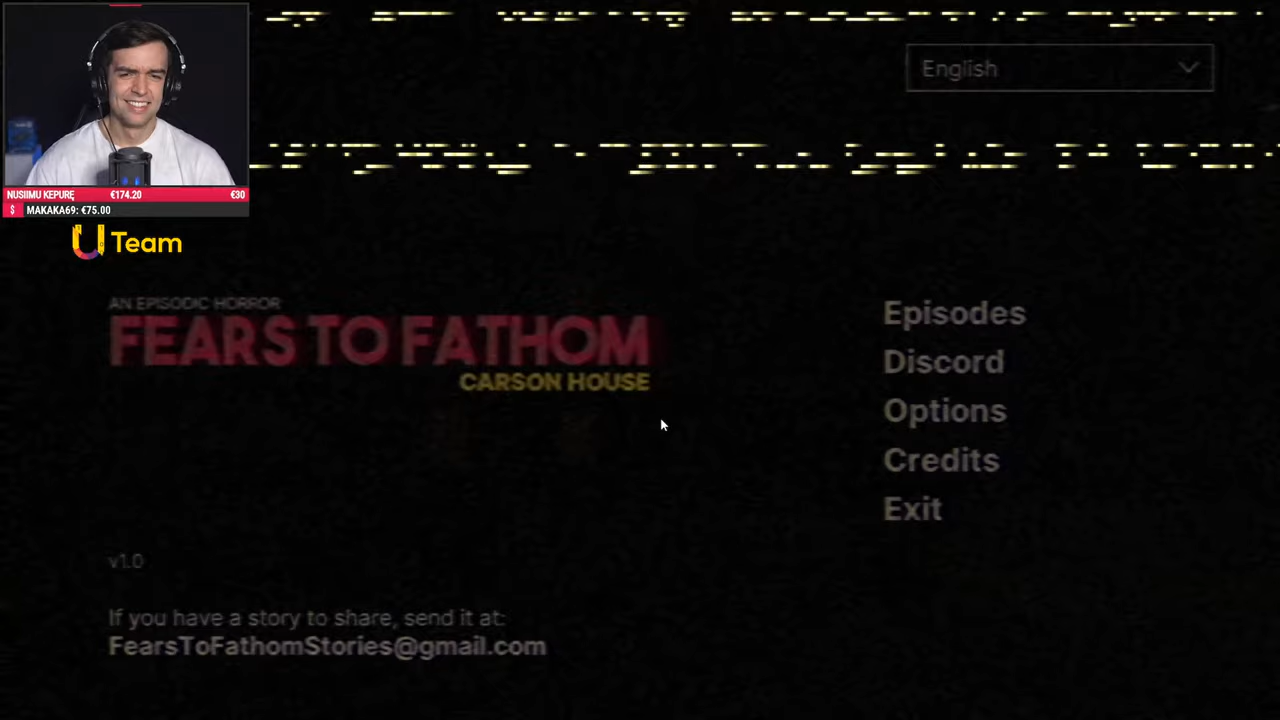 English
NUSIIMU KEPURĘ €174.20 €30
$ MAKAKA69: €75.00
U Team
AN EPISODIC HORROR
FEARS TO FATHOM
CARSON HOUSE
Episodes
Discord
Options
Credits
Exit
v1.0
If you have a story to share, send it at:
FearsToFathomStories@gmail.com